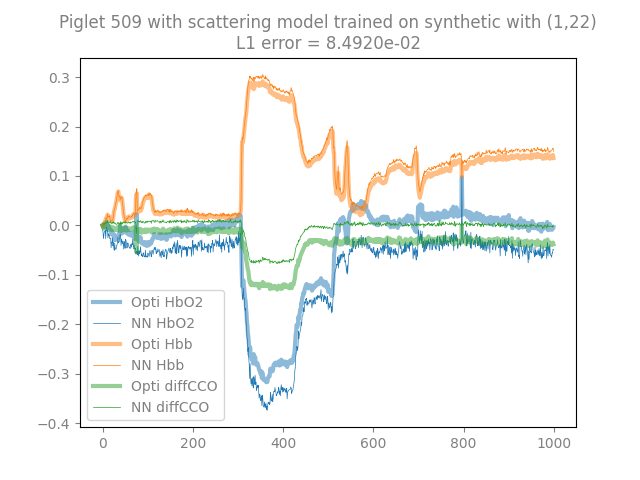 Piglet 509 with scattering model trained on synthetic with (1,22)
L1 error = 8.4920e-02
0.3
0.2
0.1
0.0
−0.1
−0.2
−0.3
−0.4
Opti HbO2
NN HbO2
Opti Hbb
NN Hbb
Opti diffCCO
NN diffCCO
0 200 400 600 800 1000